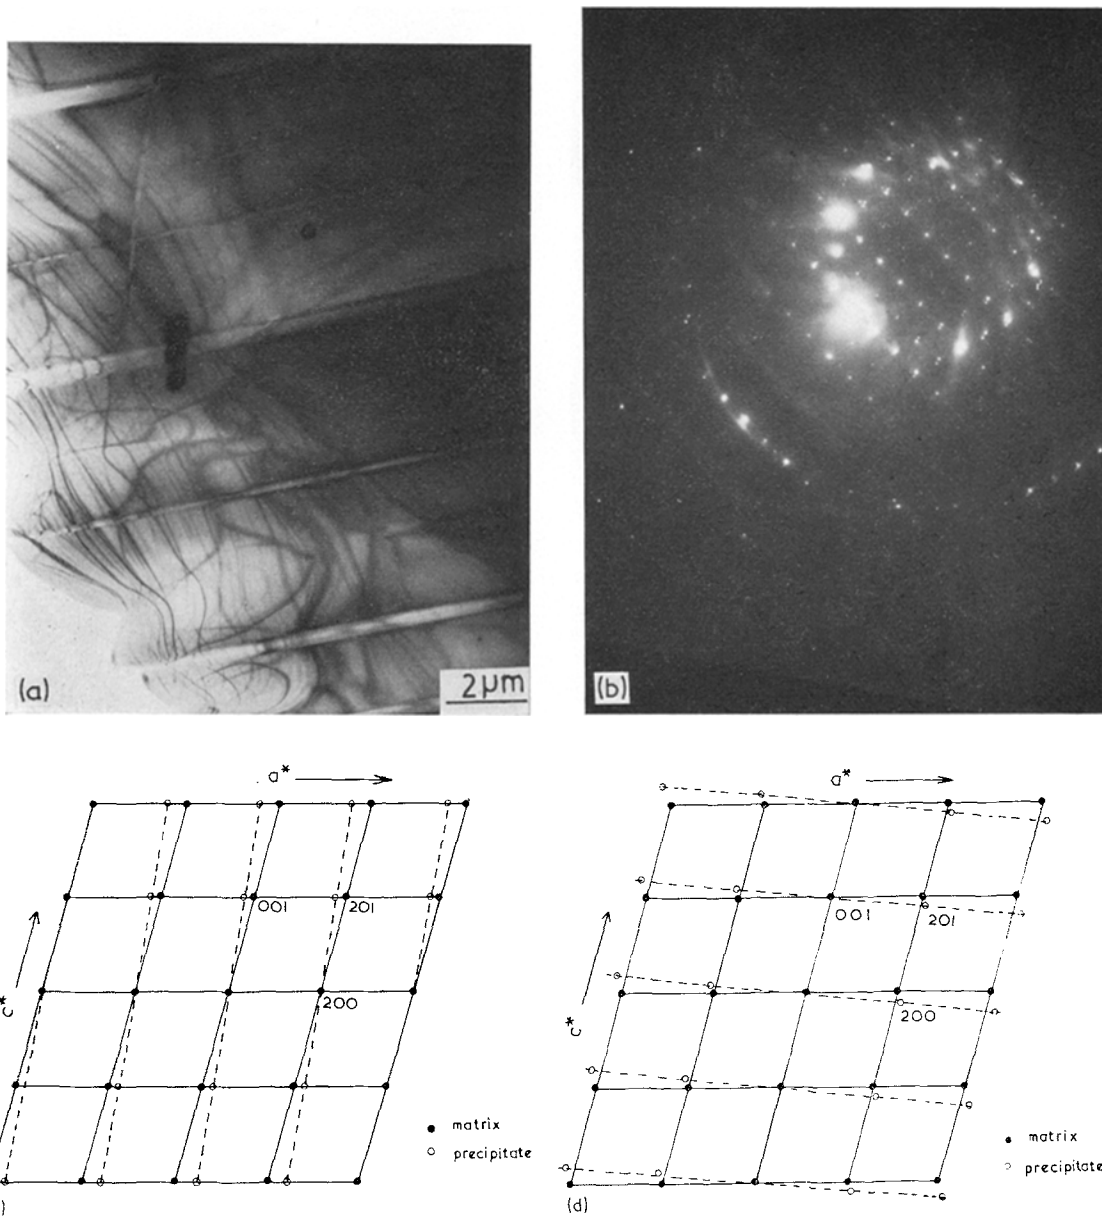 (a)
2μm
(b)
a*
001
201
200
c*
matrix
precipitate
)
a*
001
201
200
c*
matrix
precipitate
(d)